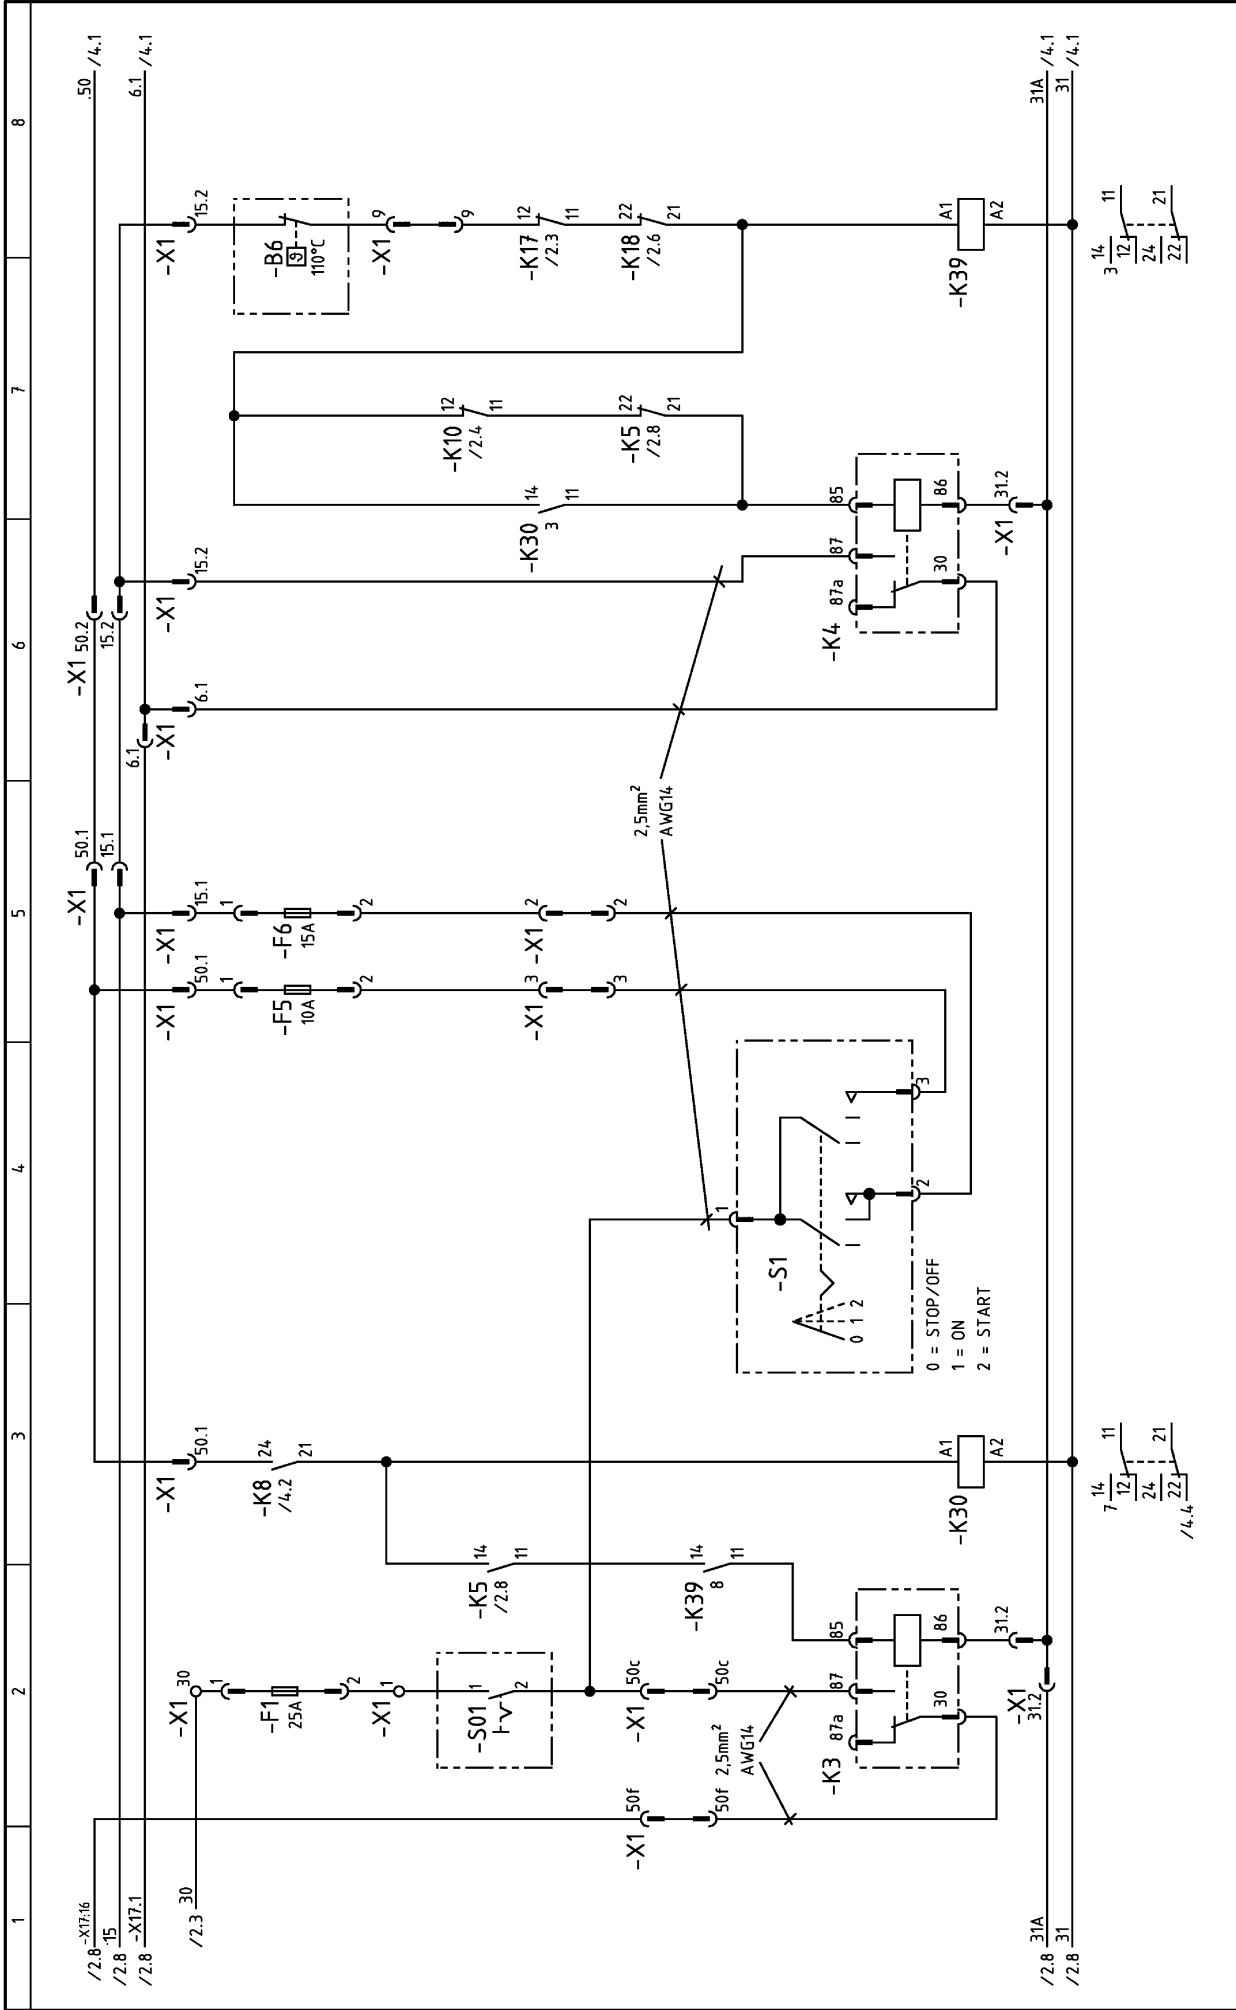 1
2
3
4
5
6
7
8
/2.8
-X17:16
/2.8
15
/2.8
-X17.1
/2.3
30
.50
/4.1
6.1
/4.1
-X1
30
1
-F1
25A
2
-X1
1
-S01
1
2
-X1
50c
50c
-X1
50f
50f
2,5mm²
AWG14
-K3
87a
87
85
30
86
31.2
-X1
31.2
-K5
/2.8
14
11
-K39
8
14
11
-X1
50.1
-K8
/4.2
24
21
-K30
A1
A2
14
7
12
11
24
22
21
/4.4
-S1
1
0 1 2
2
3
0 = STOP/OFF
1 = ON
2 = START
-X1
50.1
1
-F5
10A
2
-X1
3
3
-X1
15.1
1
-F6
15A
2
-X1
2
2
-X1
50.1
15.1
2,5mm²
AWG14
6.1
-X1
6.1
-X1
50.2
15.2
-X1
15.2
-K4
87a
87
85
30
86
-X1
31.2
-K30
3
14
11
-K10
/2.4
12
11
-K5
/2.8
22
21
-X1
15.2
-B6
ϑ
110°C
-X1
9
9
-K17
/2.3
12
11
-K18
/2.6
22
21
-K39
A1
A2
14
3
12
11
24
22
21
/2.8
31A
/2.8
31
31A
/4.1
31
/4.1